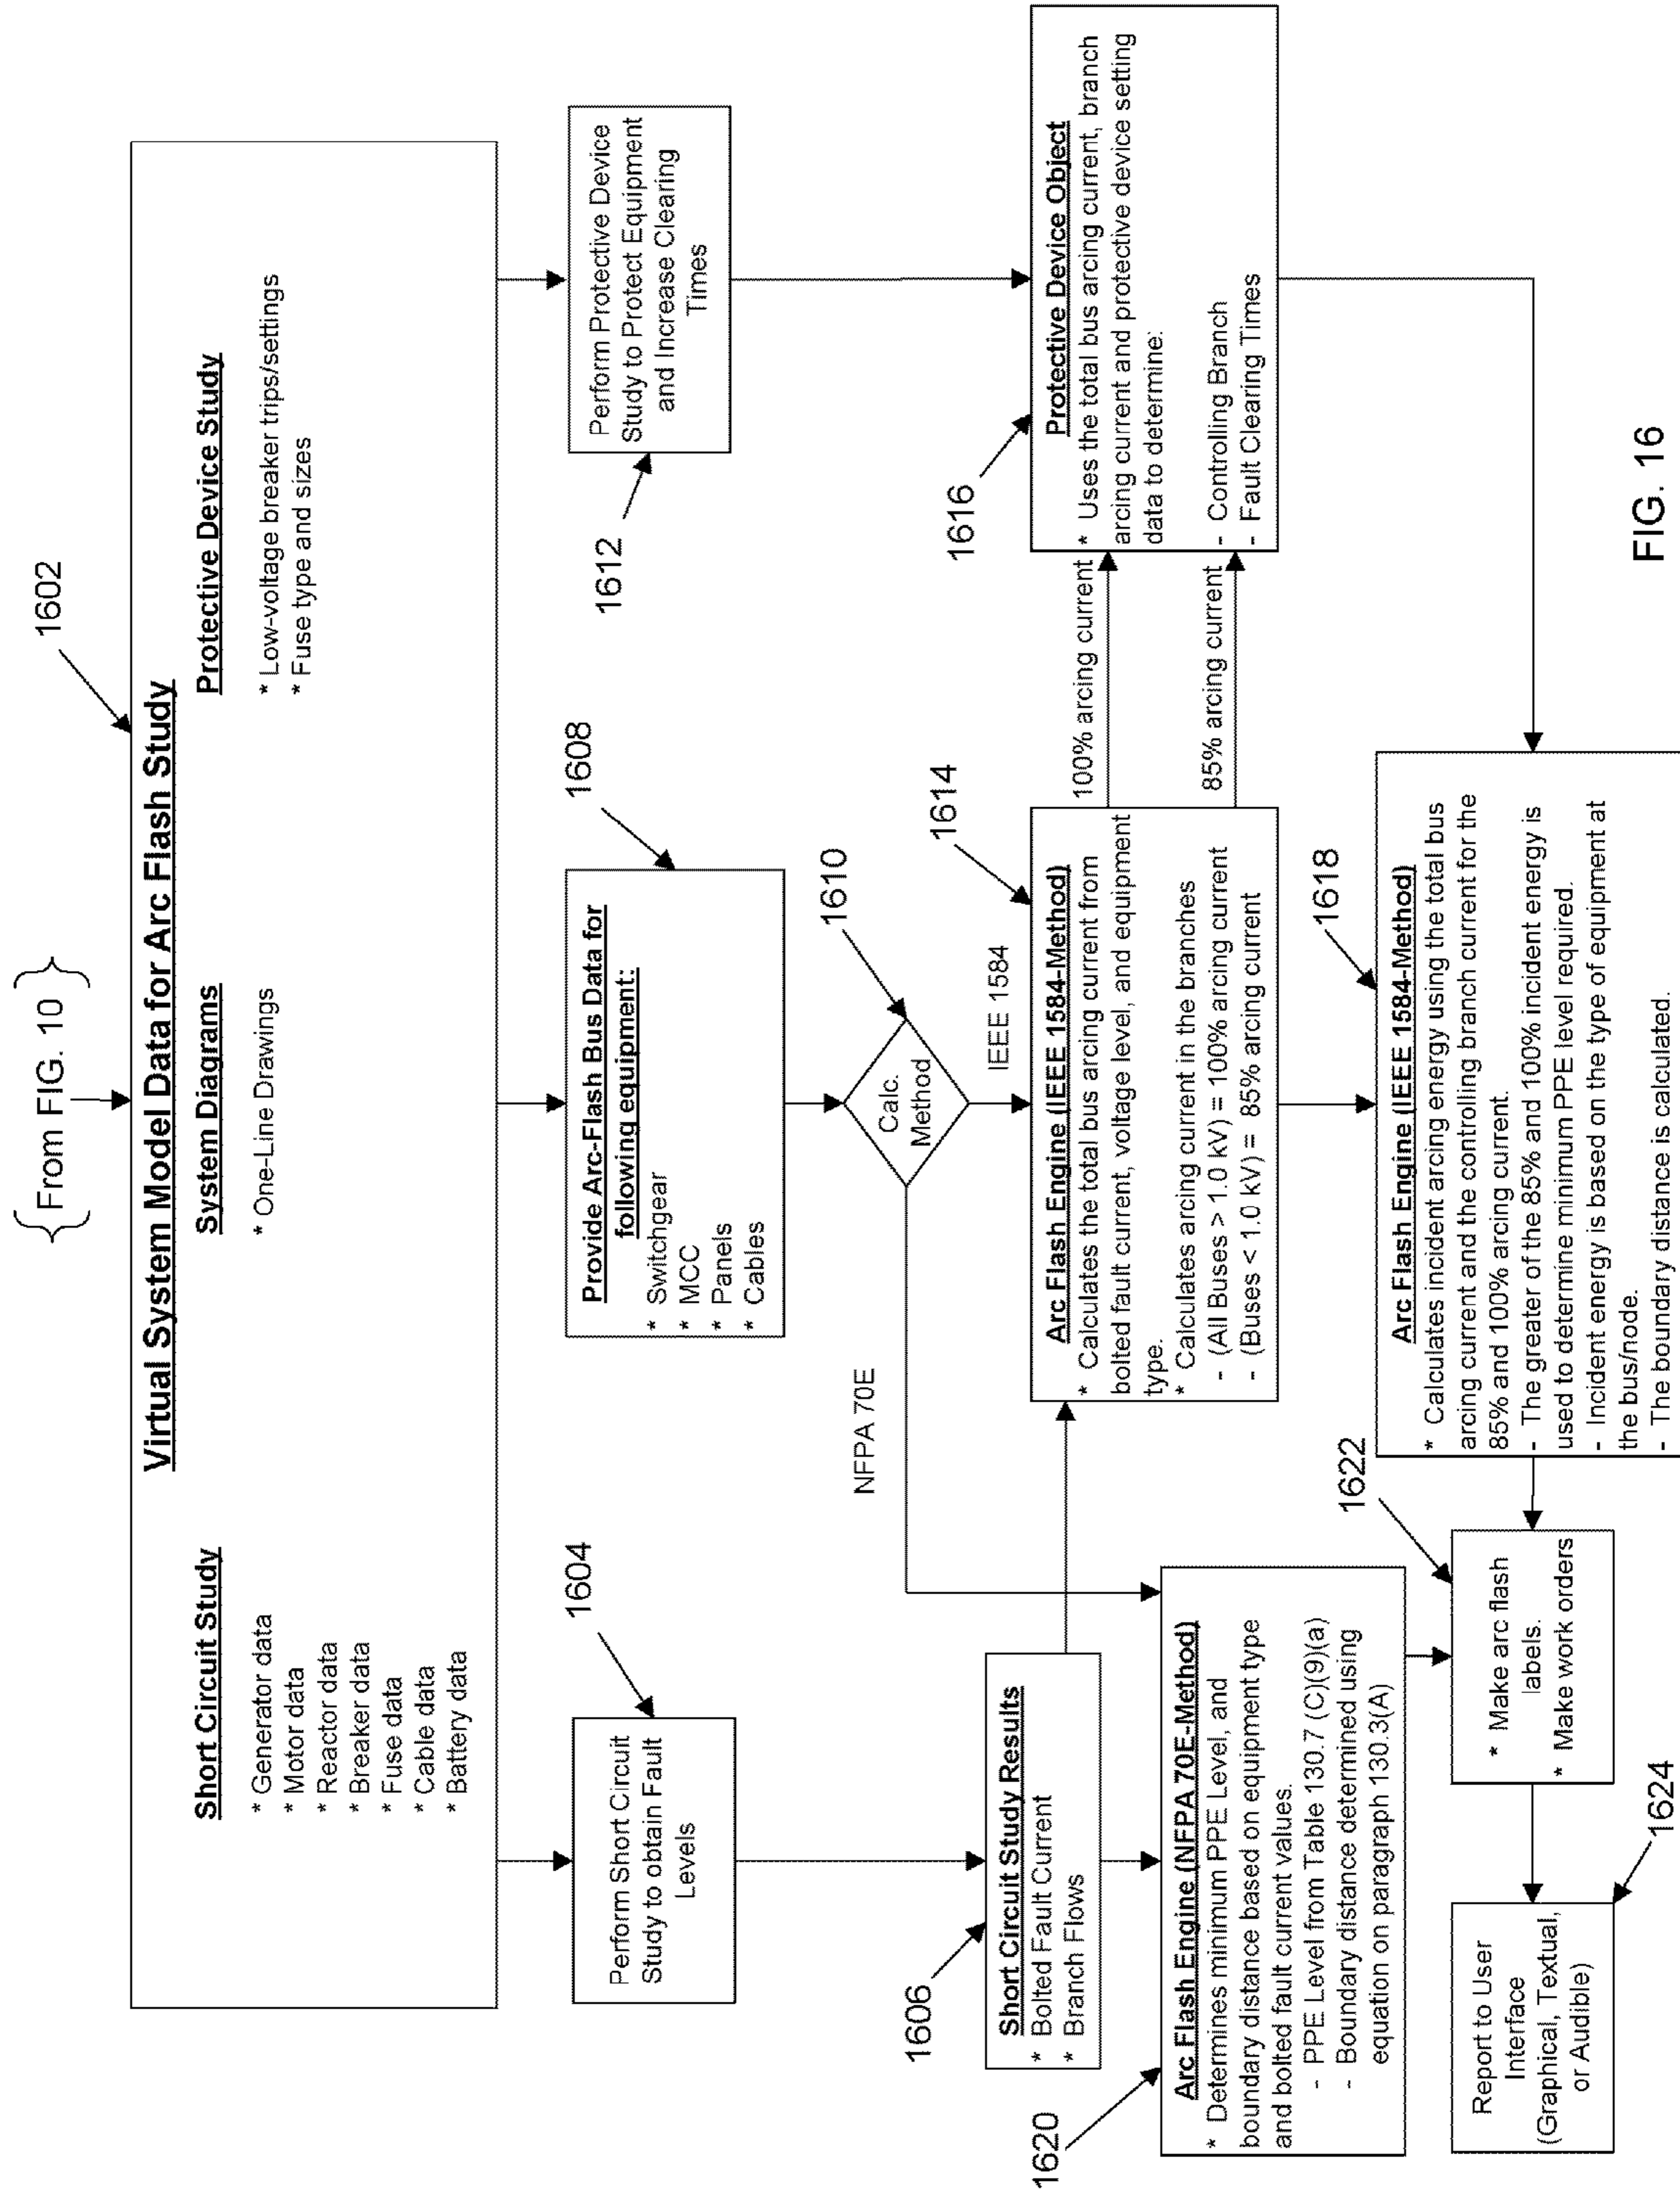 From FIG. 10
1602
Virtual System Model Data for Arc Flash Study
Short Circuit Study
* Generator data
* Motor data
* Reactor data
* Breaker data
* Fuse data
* Cable data
* Battery data
System Diagrams
* One-Line Drawings
Protective Device Study
* Low-voltage breaker trips/settings
* Fuse type and sizes
1604
Perform Short Circuit
Study to obtain Fault
Levels
1608
Provide Arc-Flash Bus Data for
following equipment:
* Switchgear
* MCC
* Panels
* Cables
Perform Protective Device
Study to Protect Equipment
and Increase Clearing
Times
1612
1610
Calc.
Method
NFPA 70E
IEEE 1584
1606
Short Circuit Study Results
* Bolted Fault Current
* Branch Flows
1614
Arc Flash Engine (IEEE 1584-Method)
* Calculates the total bus arcing current from
bolted fault current, voltage level, and equipment
type.
* Calculates arcing current in the branches
- (All Buses > 1.0 kV) = 100% arcing current
- (Buses < 1.0 kV) = 85% arcing current
100% arcing current
85% arcing current
1616
Protective Device Object
* Uses the total bus arcing current, branch
arcing current and protective device setting
data to determine:
- Controlling Branch
- Fault Clearing Times
1620
Arc Flash Engine (NFPA 70E-Method)
* Determines minimum PPE Level, and
boundary distance based on equipment type
and bolted fault current values.
- PPE Level from Table 130.7 (C)(9)(a)
- Boundary distance determined using
equation on paragraph 130.3(A)
1618
Arc Flash Engine (IEEE 1584-Method)
* Calculates incident arcing energy using the total bus
arcing current and the controlling branch current for the
85% and 100% arcing current.
- The greater of the 85% and 100% incident energy is
used to determine minimum PPE level required.
- Incident energy is based on the type of equipment at
the bus/node.
- The boundary distance is calculated.
1622
* Make arc flash
labels.
* Make work orders
Report to User
Interface
(Graphical, Textual,
or Audible)
1624
FIG. 16